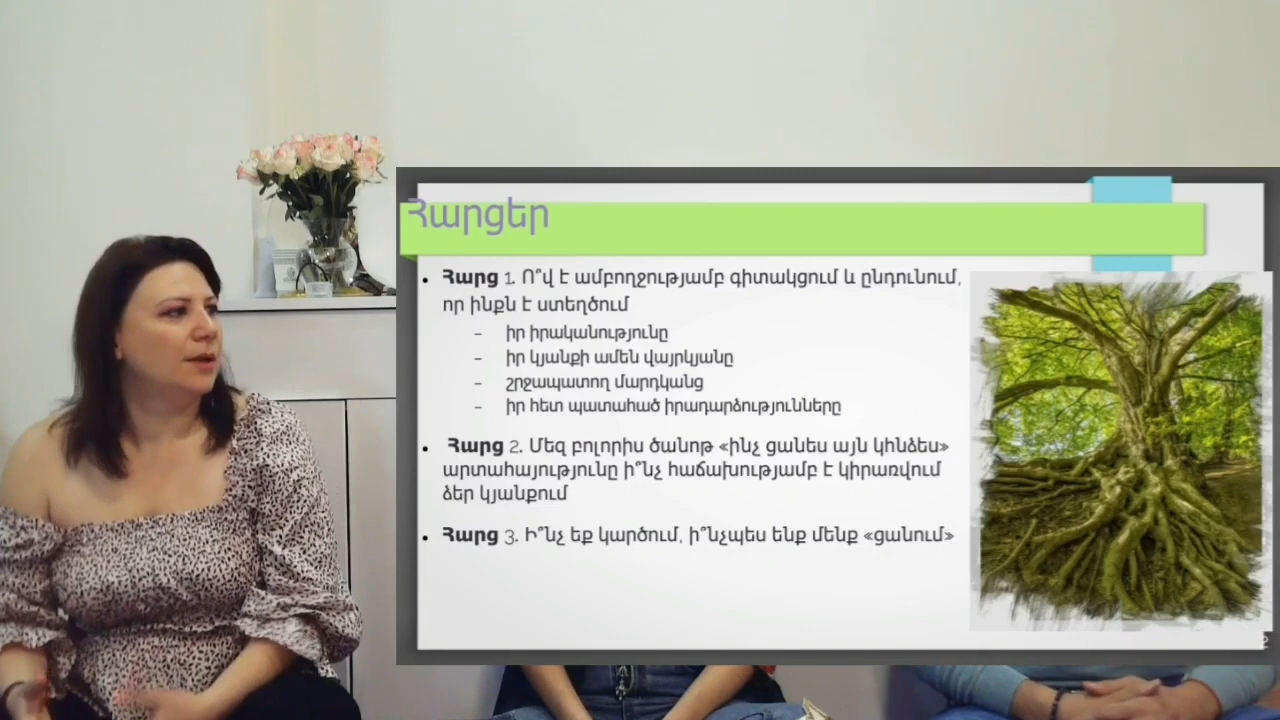 Հարցեր
• Հարց 1. Ո՞վ է ամբողջությամբ գիտակցում և ընդունում,
որ ինքն է ստեղծում
– իր իրականությունը
– իր կյանքի ամեն վայրկյանը
– շրջապատող մարդկանց
– իր հետ պատահած իրադարձությունները
• Հարց 2. Մեզ բոլորիս ծանոթ «ինչ ցանես այն կհնձես»
արտահայությունը ի՞նչ հաճախությամբ է կիրառվում
ձեր կյանքում
• Հարց 3. Ի՞նչ եք կարծում, ի՞նչպես ենք մենք «ցանում»
2